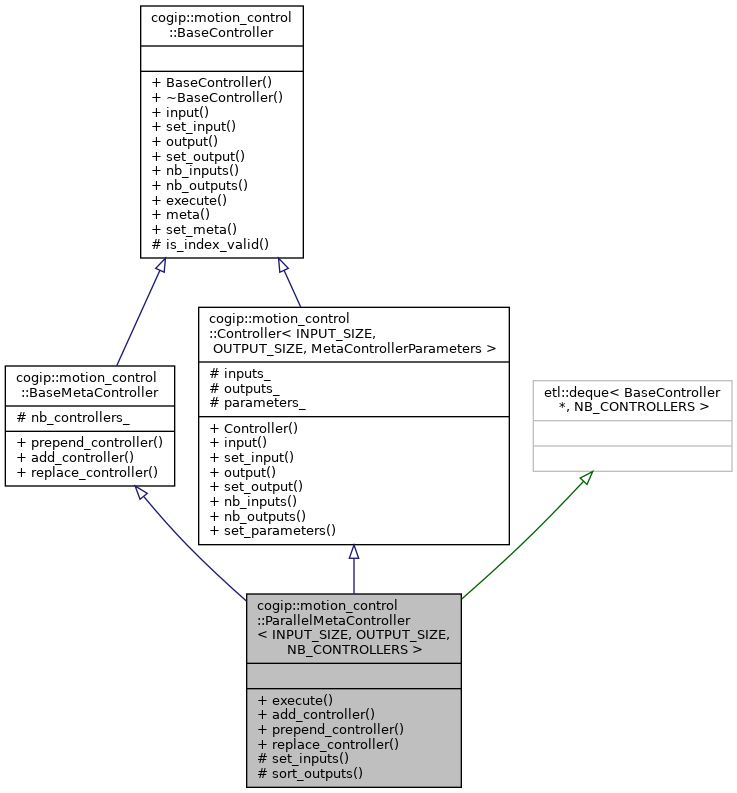 cogip::motion_control
::BaseController
+ BaseController()
+ ~BaseController()
+ input()
+ set_input()
+ output()
+ set_output()
+ nb_inputs()
+ nb_outputs()
+ execute()
+ meta()
+ set_meta()
# is_index_valid()
cogip::motion_control
::Controller< INPUT_SIZE,
OUTPUT_SIZE, MetaControllerParameters >
# inputs_
# outputs_
# parameters_
+ Controller()
+ input()
+ set_input()
+ output()
+ set_output()
+ nb_inputs()
+ nb_outputs()
+ set_parameters()
cogip::motion_control
::BaseMetaController
# nb_controllers_
+ prepend_controller()
+ add_controller()
+ replace_controller()
etl::deque< BaseController
*, NB_CONTROLLERS >
cogip::motion_control
::ParallelMetaController
< INPUT_SIZE, OUTPUT_SIZE,
NB_CONTROLLERS >
+ execute()
+ add_controller()
+ prepend_controller()
+ replace_controller()
# set_inputs()
# sort_outputs()